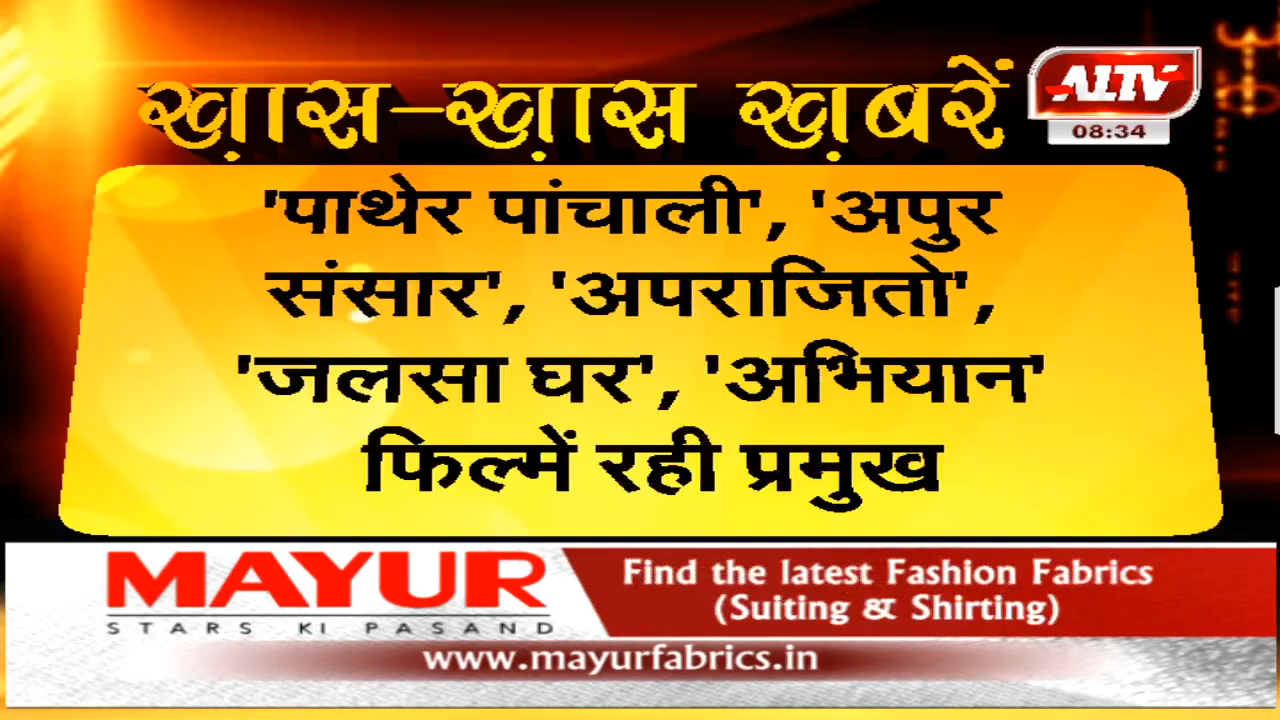 ख़ास-ख़ास ख़बरें
A1TV
08:34
'पाथेर पांचाली', 'अपुर
संसार', 'अपराजितो',
'जलसा घर', 'अभियान'
फिल्में रही प्रमुख
MAYUR
STARS KI PASAND
Find the latest Fashion Fabrics
(Suiting & Shirting)
www.mayurfabrics.in